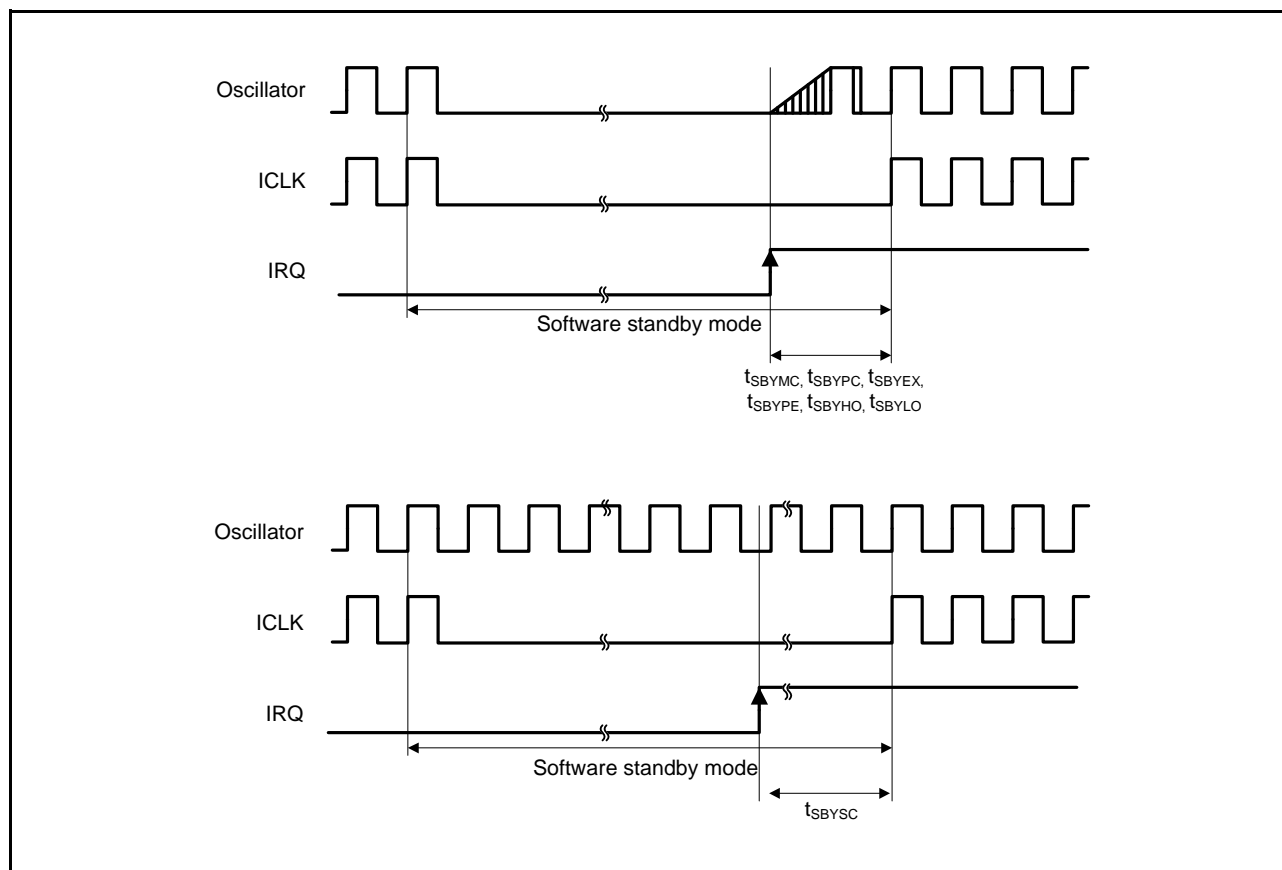 Oscillator
ICLK
IRQ
Software standby mode
tSBYMC, tSBYPC, tSBYEX,
tSBYPE, tSBYHO, tSBYLO
Oscillator
ICLK
IRQ
Software standby mode
tSBYSC